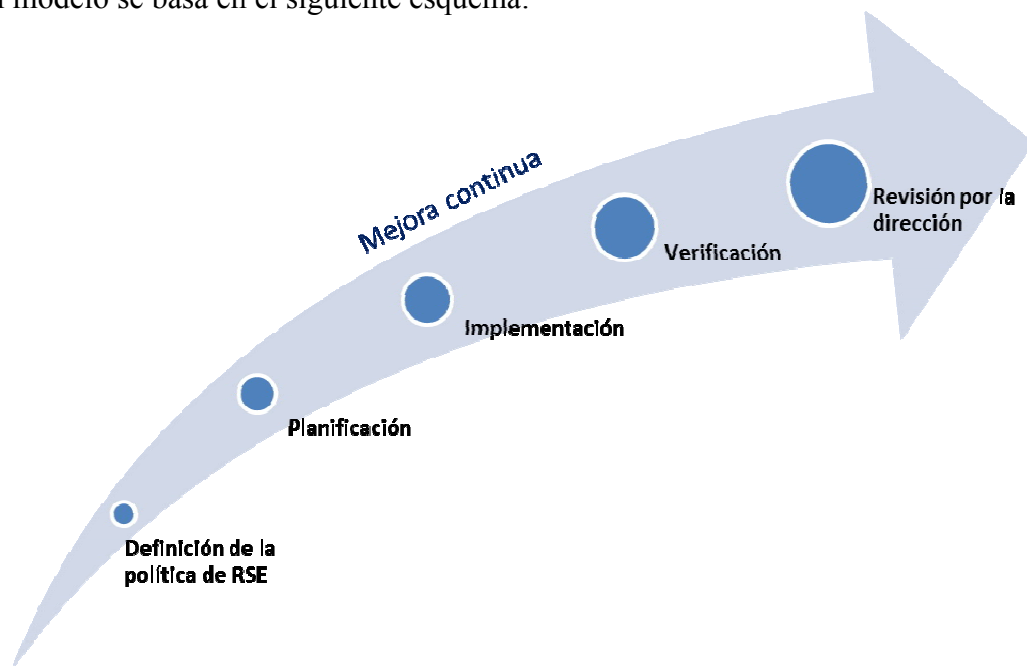 modelo se basa en el siguiente esquema:
Mejora continua
Revisión por la
dirección
Verificación
Implementación
Planificación
Definición de la
política de RSE